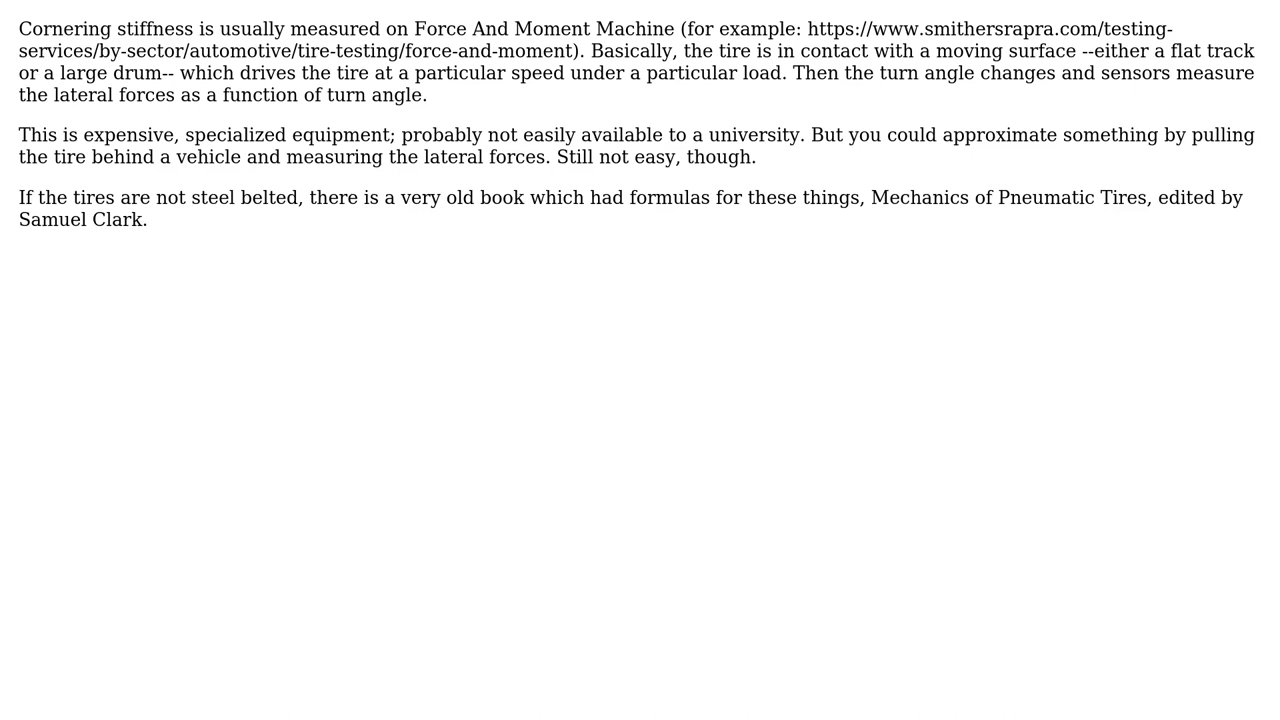 Cornering stiffness is usually measured on Force And Moment Machine (for example: https://www.smithersrapra.com/testing-
services/by-sector/automotive/tire-testing/force-and-moment). Basically, the tire is in contact with a moving surface --either a flat track
or a large drum-- which drives the tire at a particular speed under a particular load. Then the turn angle changes and sensors measure
the lateral forces as a function of turn angle.
This is expensive, specialized equipment; probably not easily available to a university. But you could approximate something by pulling
the tire behind a vehicle and measuring the lateral forces. Still not easy, though.
If the tires are not steel belted, there is a very old book which had formulas for these things, Mechanics of Pneumatic Tires, edited by
Samuel Clark.